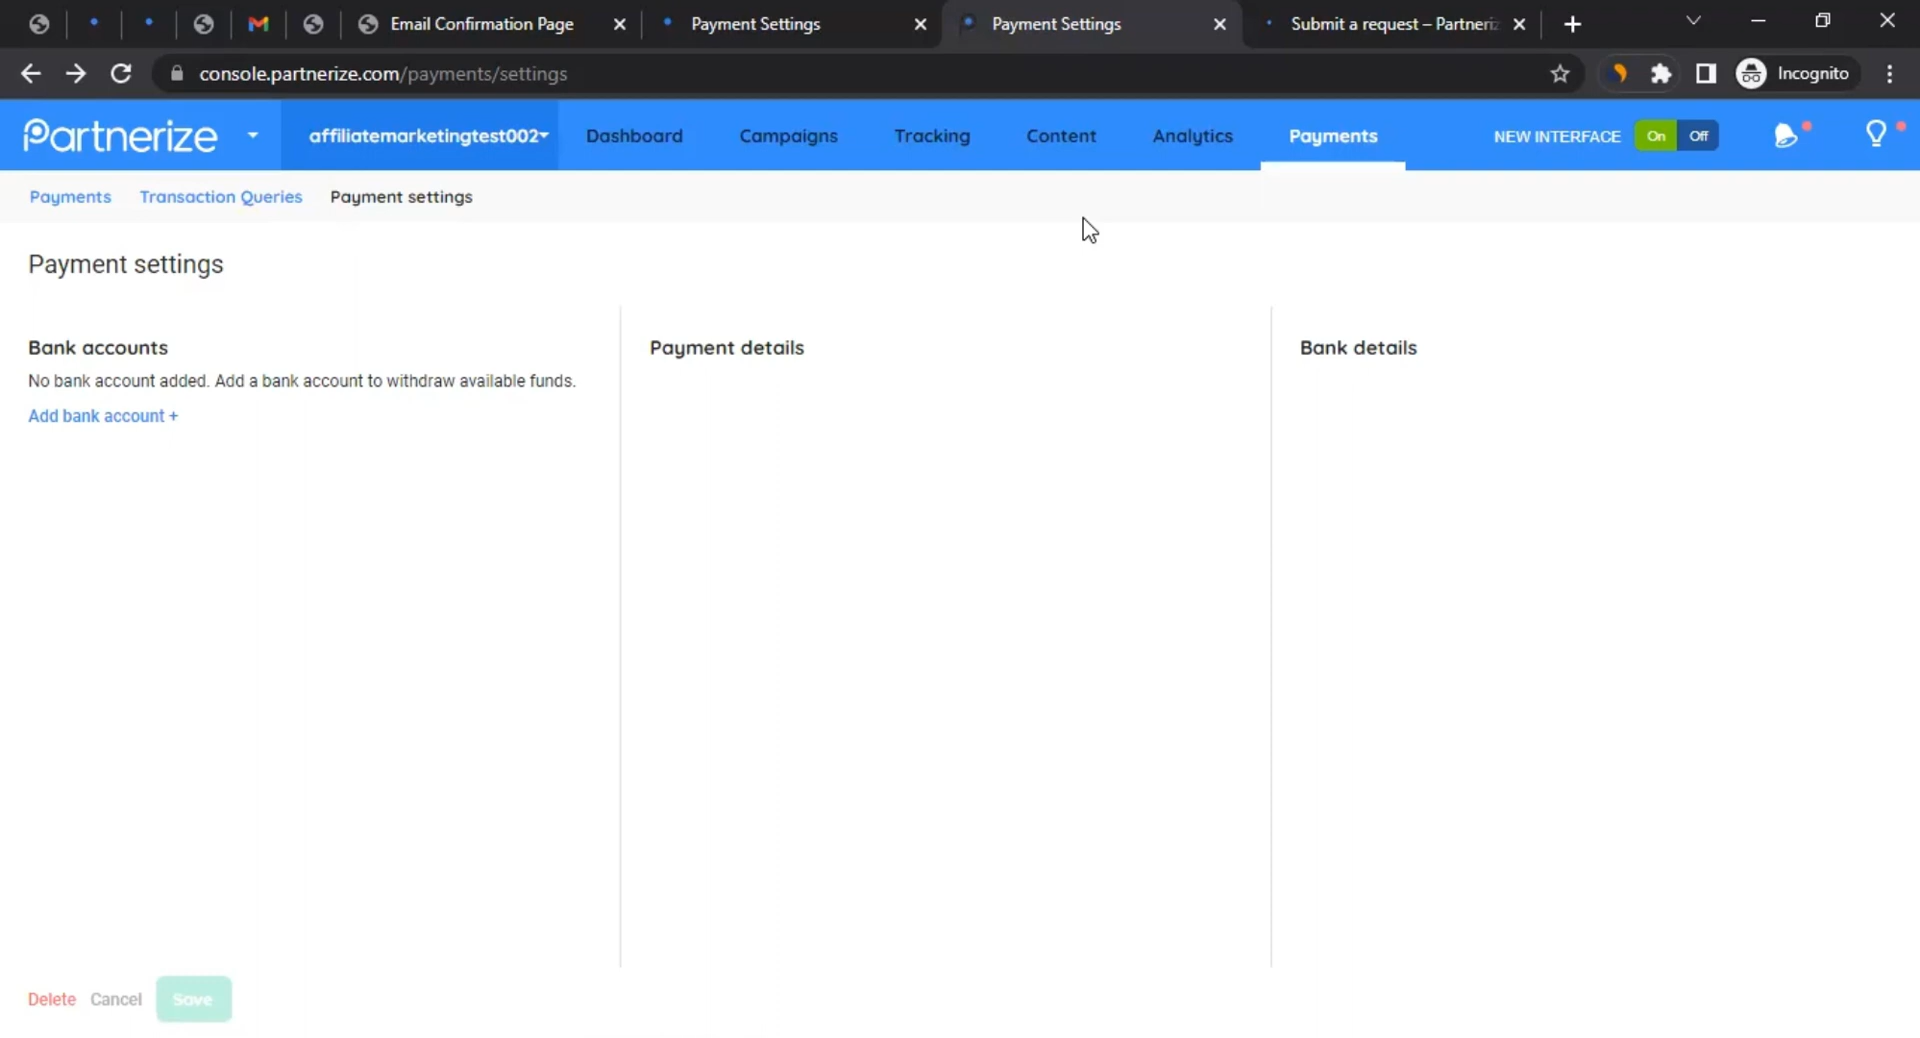 Email Confirmation Page
Payment Settings
Payment Settings
Submit a request – Partneriz
console.partnerize.com/payments/settings
Incognito
Partnerize
affiliatemarketingtest002
Dashboard
Campaigns
Tracking
Content
Analytics
Payments
NEW INTERFACE
On
Off
Payments
Transaction Queries
Payment settings
Payment settings
Bank accounts
No bank account added. Add a bank account to withdraw available funds.
Add bank account +
Payment details
Bank details
Delete
Cancel
Save